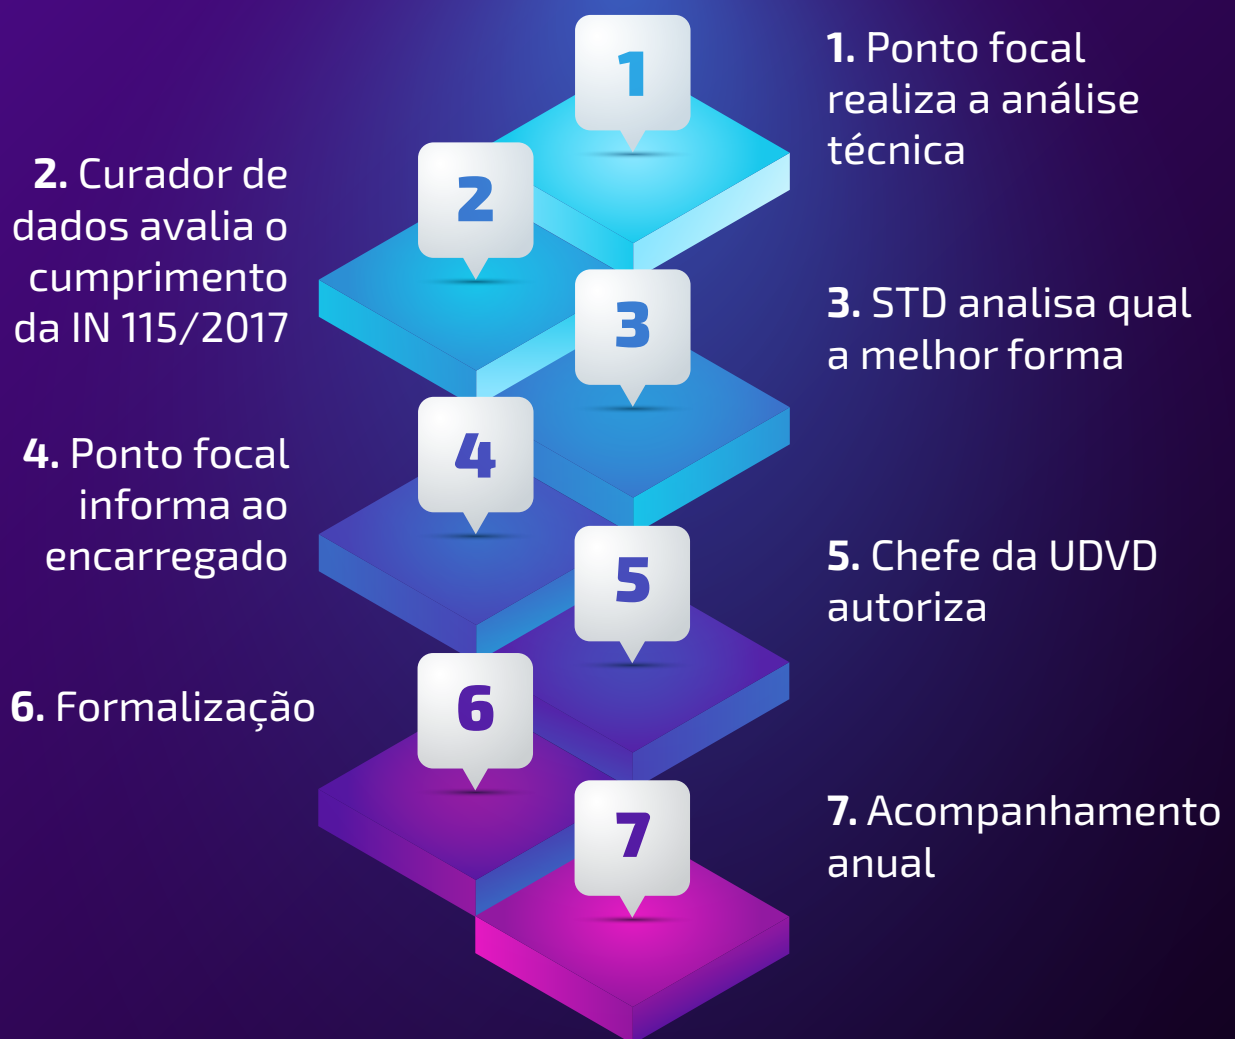 1
1. Ponto focal
realiza a análise
técnica
2
2. Curador de
dados avalia o
cumprimento
da IN 115/2017
3
3. STD analisa qual
a melhor forma
4
4. Ponto focal
informa ao
encarregado
5
5. Chefe da UDVD
autoriza
6
6. Formalização
7
7. Acompanhamento
anual